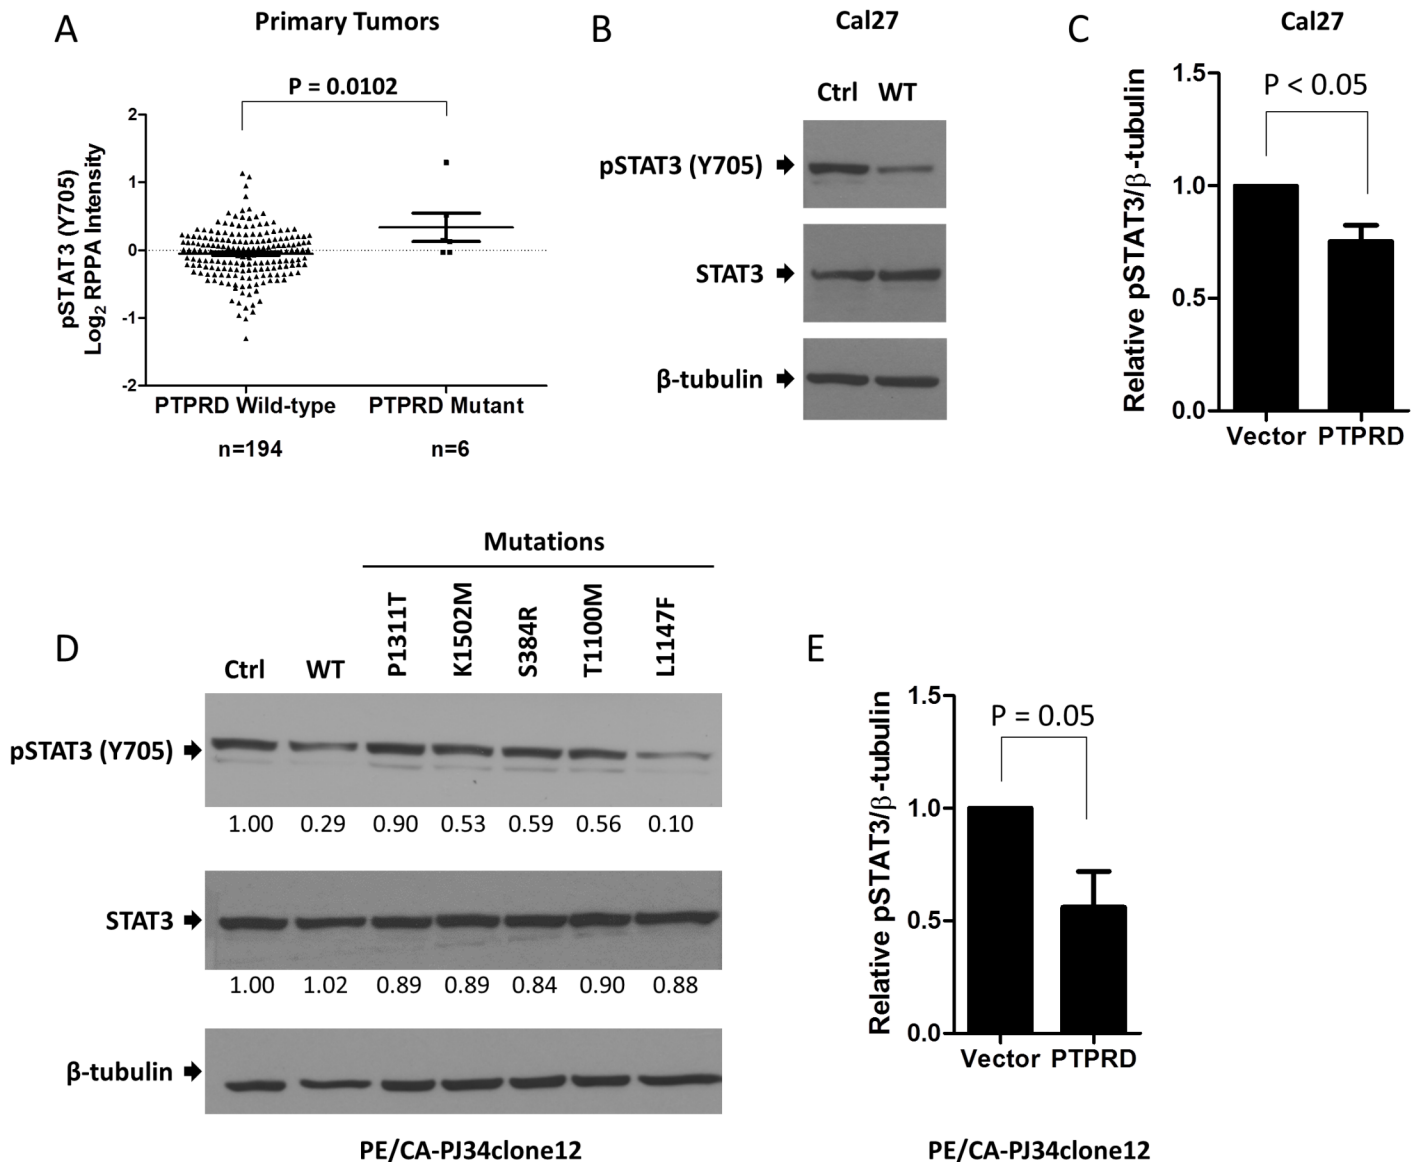 A
Primary Tumors
P = 0.0102
pSTAT3 (Y705)
Log2 RPPA Intensity
2
1
0
-1
-2
PTPRD Wild-type PTPRD Mutant
n=194 n=6
B
Cal27
Ctrl WT
pSTAT3 (Y705)
STAT3
β-tubulin
C
Cal27
P < 0.05
Relative pSTAT3/β-tubulin
1.5
1.0
0.5
0.0
Vector PTPRD
D
Mutations
Ctrl WT P1311T K1502M S384R T1100M L1147F
pSTAT3 (Y705)
1.00 0.29 0.90 0.53 0.59 0.56 0.10
STAT3
1.00 1.02 0.89 0.89 0.84 0.90 0.88
β-tubulin
PE/CA-PJ34clone12
E
P = 0.05
Relative pSTAT3/β-tubulin
1.5
1.0
0.5
0.0
Vector PTPRD
PE/CA-PJ34clone12